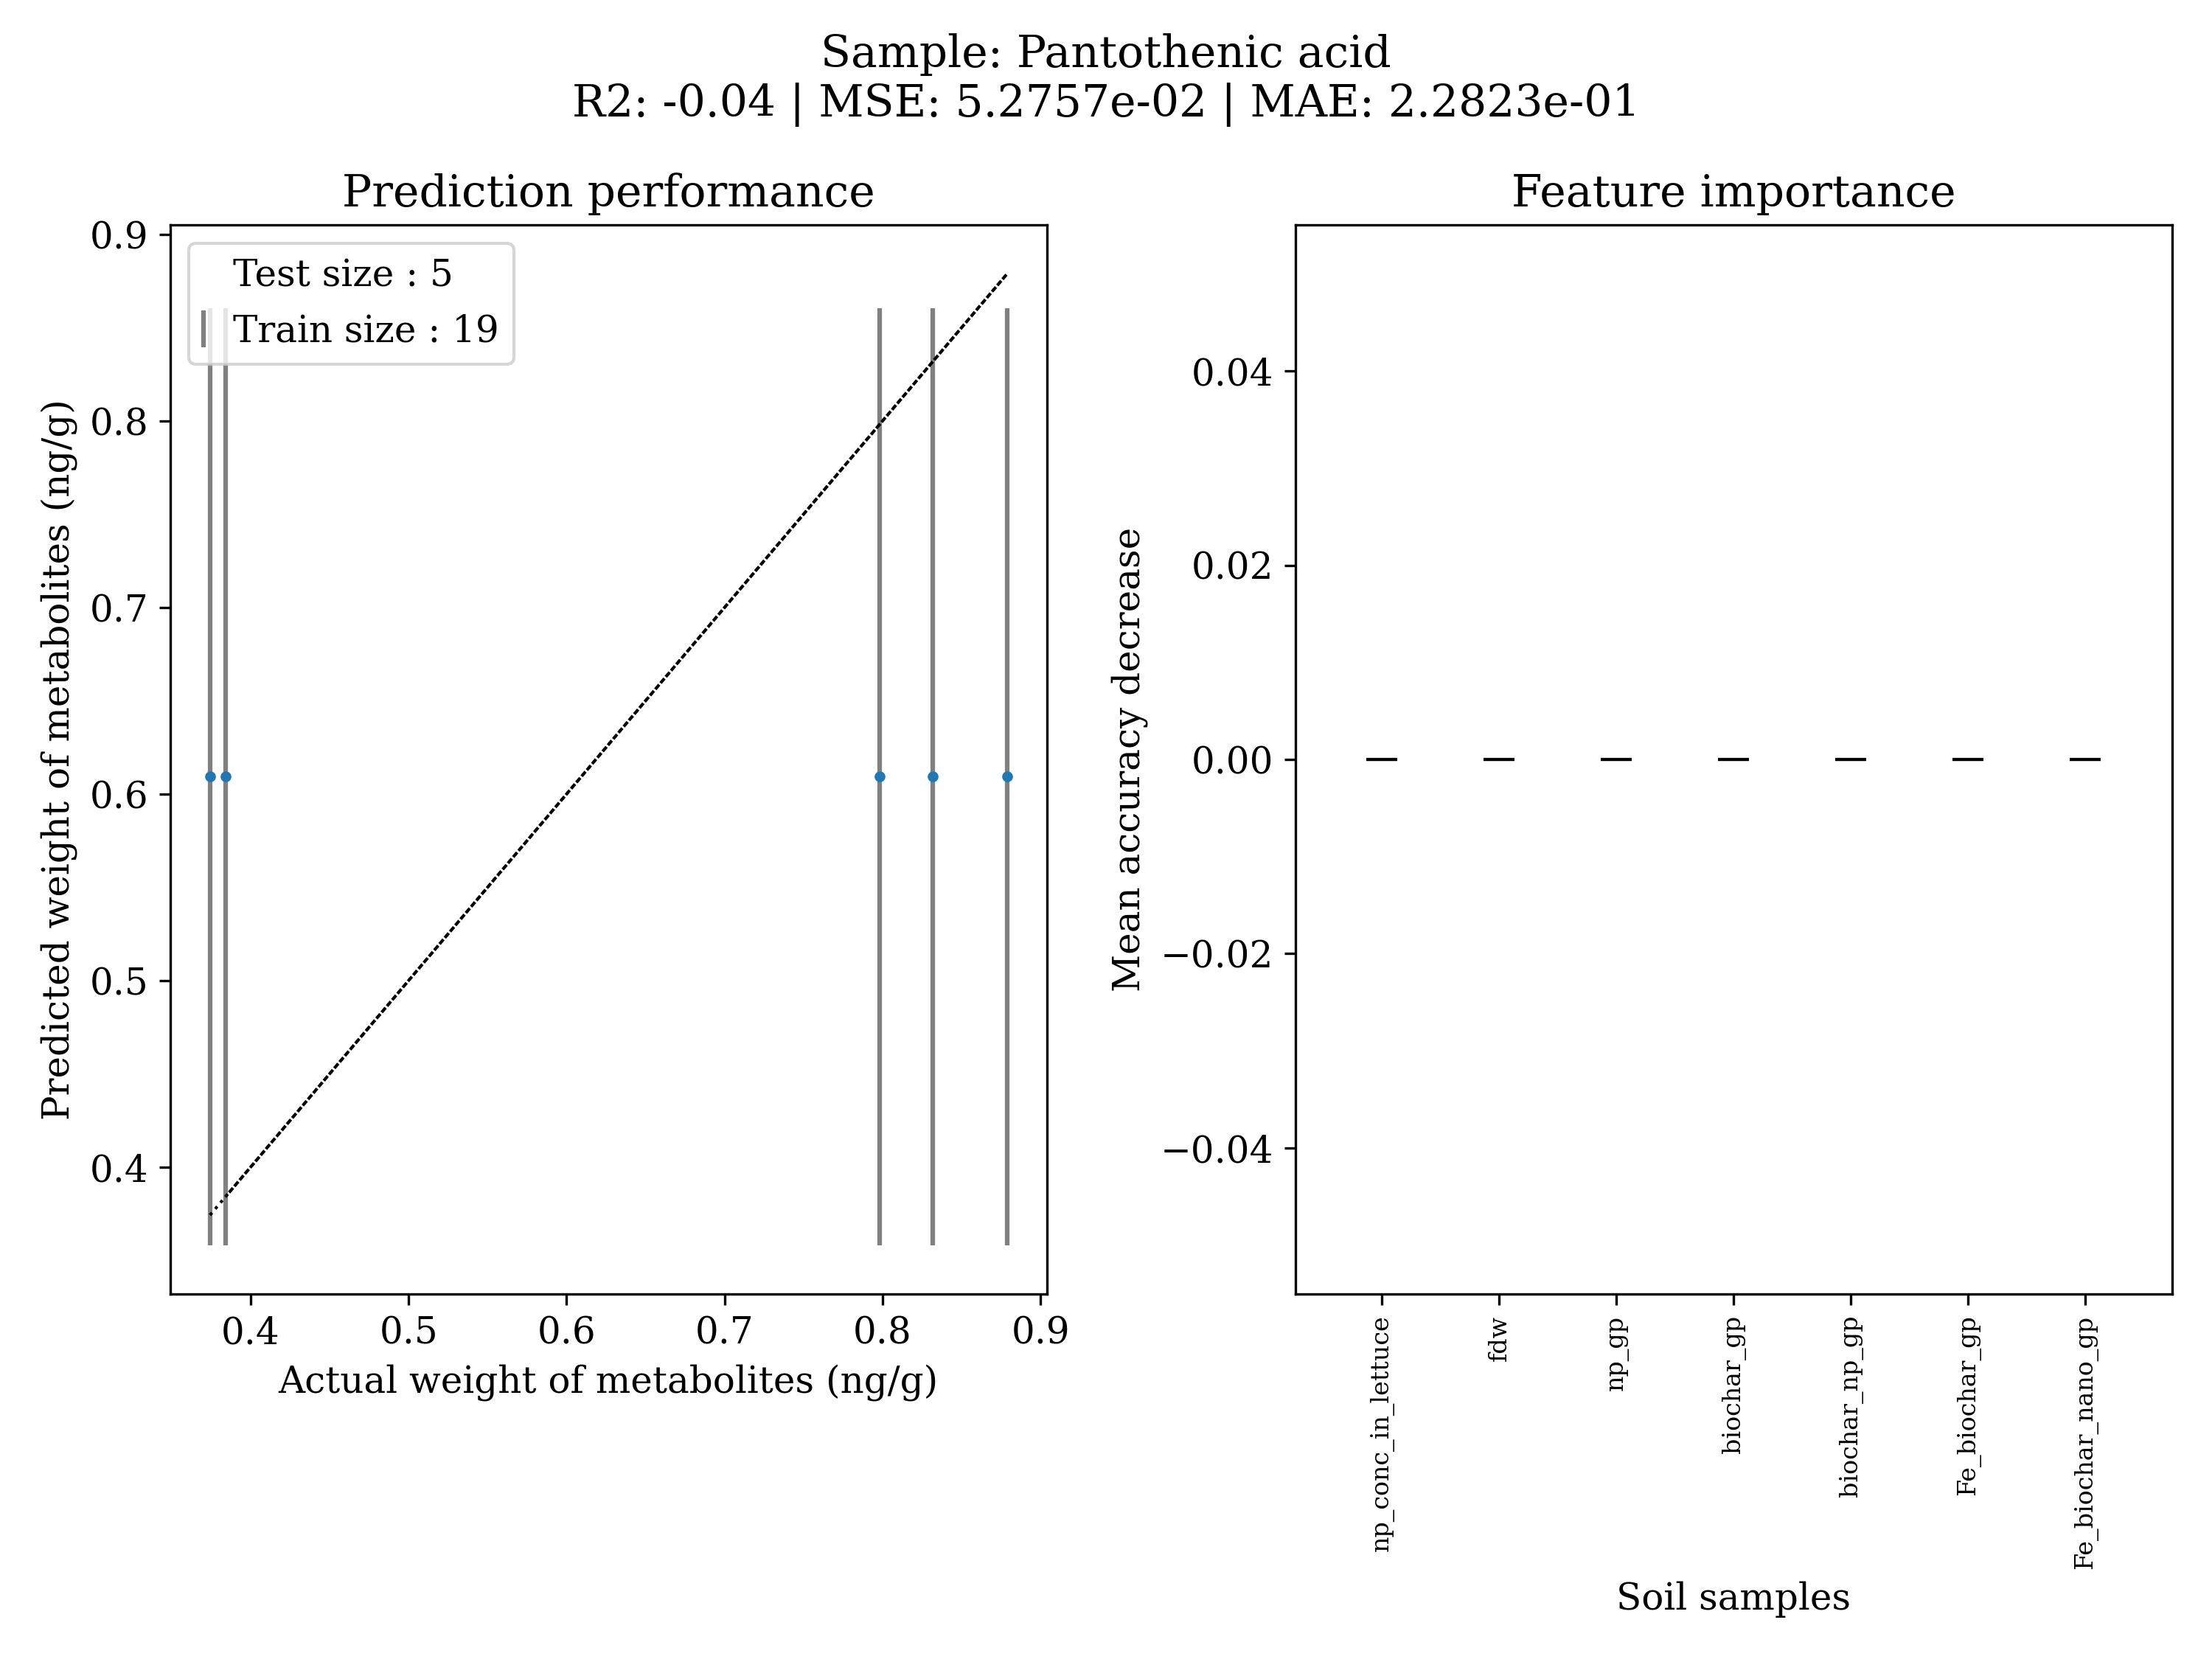 Sample: Pantothenic acid
R2: -0.04 | MSE: 5.2757e-02 | MAE: 2.2823e-01
Prediction performance
Test size : 5
Train size : 19
0.9
0.8
0.7
0.6
0.5
0.4
Predicted weight of metabolites (ng/g)
0.4 0.5 0.6 0.7 0.8 0.9
Actual weight of metabolites (ng/g)
Feature importance
0.04
0.02
0.00
−0.02
−0.04
Mean accuracy decrease
np_conc_in_lettuce
fdw
np_gp
biochar_gp
biochar_np_gp
Fe_biochar_gp
Fe_biochar_nano_gp
Soil samples